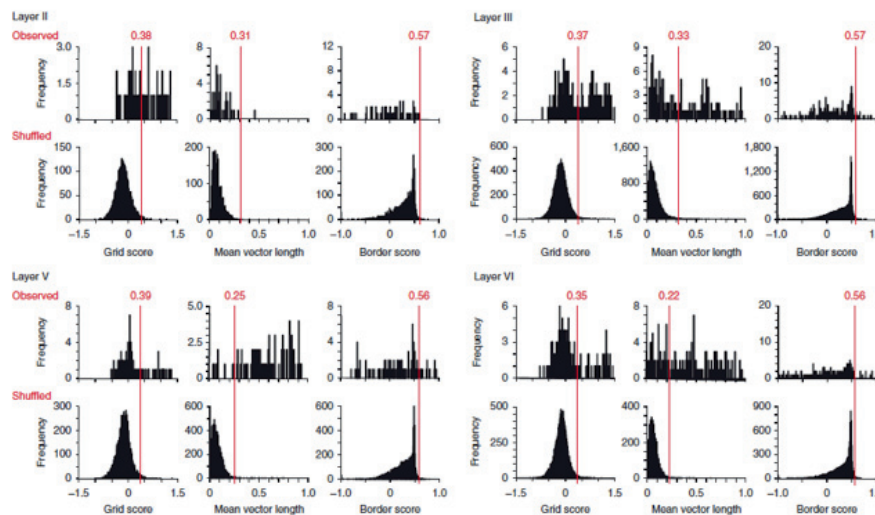 Layer II
Observed 0.38 0.31 0.57
Frequency
3.0 1.5 0
8 4 0
12 6 0
Shuffled
Frequency
150 100 50 0
200 100 0
300 200 100 0
−1.5 0 1.5
0 0.5 1.0
−1.0 0 1.0
Grid score Mean vector length Border score
Layer III
0.37 0.33 0.57
Frequency
6 4 2 0
9 6 3 0
20 10 0
Frequency
600 400 200 0
1,600 800 0
1,800 1,200 600 0
−1.5 0 1.5
0 0.5 1.0
−1.0 0 1.0
Grid score Mean vector length Border score
Layer V
Observed 0.39 0.25 0.56
Frequency
8 4 0
5.0 2.5 0
8 4 0
Shuffled
Frequency
300 200 100 0
600 400 200 0
600 400 200 0
−1.5 0 1.5
0 0.5 1.0
−1.0 0 1.0
Grid score Mean vector length Border score
Layer VI
0.35 0.22 0.56
Frequency
6 4 2 0
8 4 0
20 10 0
Frequency
500 250 0
400 200 0
900 600 300 0
−1.5 0 1.5
0 0.5 1.0
−1.0 0 1.0
Grid score Mean vector length Border score